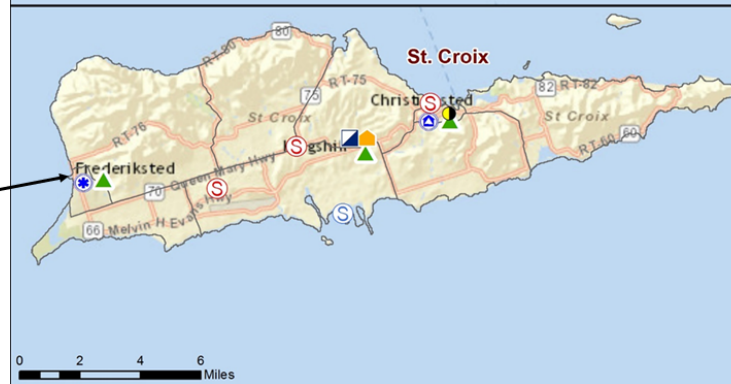 80
RT-80
St. Croix
RT-75
75
Christiansted
S
82
RT-82
St Croix
St Croix
RT-76
S
60
RT-60
Frederiksted
Queen Mary Hwy
70
S
Melvin H Evans Hwy
66
S
0 2 4 6
Miles